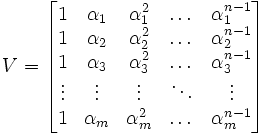 V = \begin{bmatrix}
1 & \alpha_1 & \alpha_1^2 & \dots & \alpha_1^{n-1} \\
1 & \alpha_2 & \alpha_2^2 & \dots & \alpha_2^{n-1} \\
1 & \alpha_3 & \alpha_3^2 & \dots & \alpha_3^{n-1} \\
\vdots & \vdots & \vdots & \ddots & \vdots \\
1 & \alpha_m & \alpha_m^2 & \dots & \alpha_m^{n-1}
\end{bmatrix}